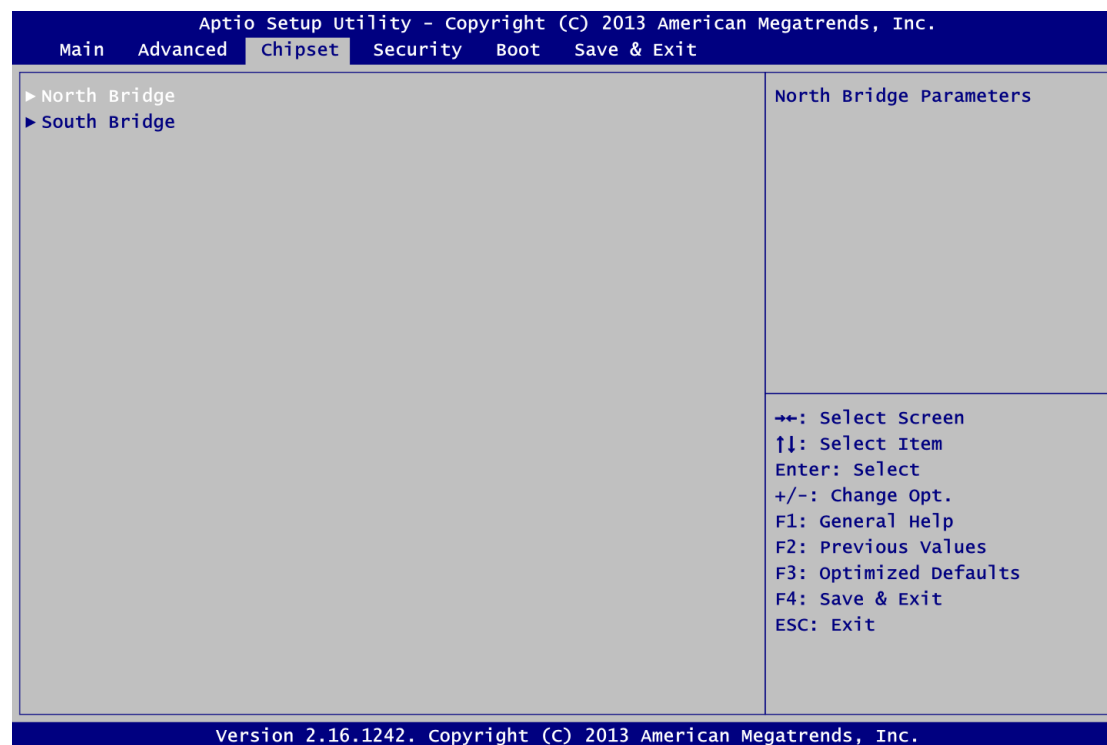 Aptio Setup Utility – Copyright (C) 2013 American Megatrends, Inc.
Main Advanced Chipset Security Boot Save & Exit
►North Bridge
►South Bridge
North Bridge Parameters
→←: Select Screen
↑↓: Select Item
Enter: Select
+/-: Change Opt.
F1: General Help
F2: Previous Values
F3: Optimized Defaults
F4: Save & Exit
ESC: Exit
Version 2.16.1242. Copyright (C) 2013 American Megatrends, Inc.